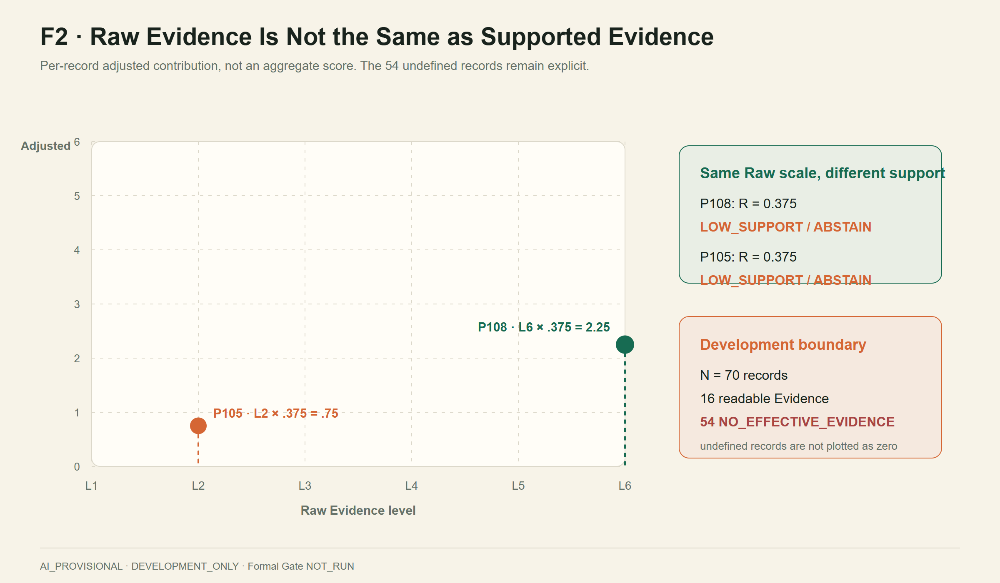 F2 · Raw Evidence Is Not the Same as Supported Evidence
Per-record adjusted contribution, not an aggregate score. The 54 undefined records remain explicit.
Adjusted
6
5
4
3
2
1
0
P108 · L6 × .375 = 2.25
P105 · L2 × .375 = .75
L1 L2 L3 L4 L5 L6
Raw Evidence level
Same Raw scale, different support
P108: R = 0.375
LOW_SUPPORT / ABSTAIN
P105: R = 0.375
LOW_SUPPORT / ABSTAIN
Development boundary
N = 70 records
16 readable Evidence
54 NO_EFFECTIVE_EVIDENCE
undefined records are not plotted as zero
AI_PROVISIONAL · DEVELOPMENT_ONLY · Formal Gate NOT_RUN